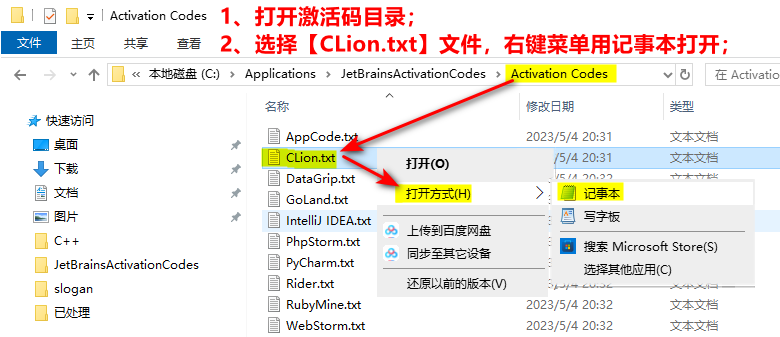 Activation Codes
1、打开激活码目录；
2、选择【CLion.txt】文件，右键菜单用记事本打开；
文件 主页 共享 查看
« 本地磁盘 (C:) › Applications › JetBrainsActivationCodes › Activation Codes
在 Activation
名称 修改日期 类型
快速访问
桌面
下载
文档
图片
C++
JetBrainsActivationCodes
slogan
已处理
AppCode.txt 2023/5/4 20:31 文本文档
CLion.txt 2023/5/4 20:31 文本文档
DataGrip.txt 文本文档
GoLand.txt
IntelliJ IDEA.txt
PhpStorm.txt
PyCharm.txt
Rider.txt
RubyMine.txt 2023/5/4 20:32 文本文档
WebStorm.txt 2023/5/4 20:32 文本文档
打开(O)
打开方式(H)
上传到百度网盘
同步至其它设备
还原以前的版本(V)
记事本
写字板
搜索 Microsoft Store(S)
选择其他应用(C)